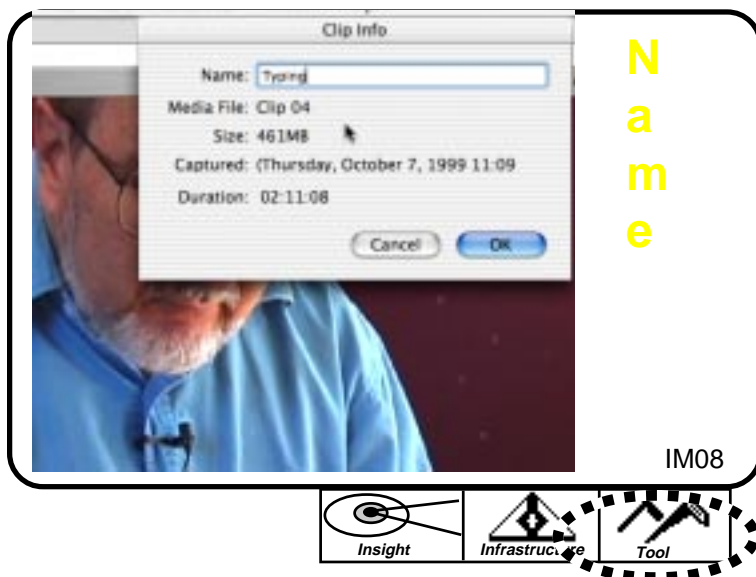 Clip Info
Name: Typing
Media File: Clip 04
Size: 461MB
Captured: (Thursday, October 7, 1999 11:09
Duration: 02:11:08
Cancel OK
N
a
m
e
IM08
Insight Infrastructure Tool